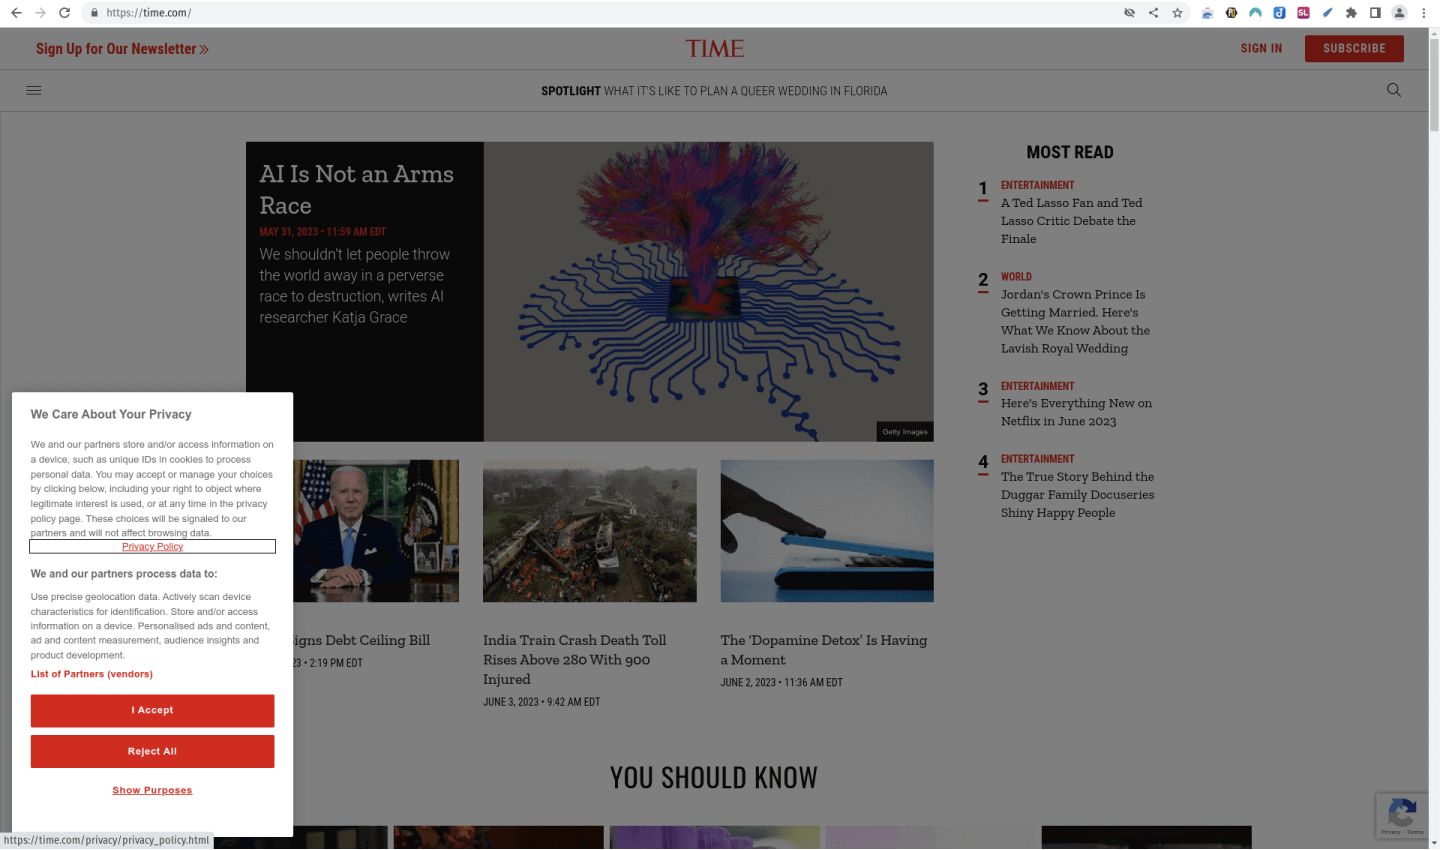 https://time.com/
Sign Up for Our Newsletter »
TIME
SIGN IN
SUBSCRIBE
SPOTLIGHT WHAT IT'S LIKE TO PLAN A QUEER WEDDING IN FLORIDA
AI Is Not an Arms
Race
MAY 31, 2023 • 11:59 AM EDT
We shouldn't let people throw
the world away in a perverse
race to destruction, writes AI
researcher Katja Grace
Getty Images
MOST READ
1
ENTERTAINMENT
A Ted Lasso Fan and Ted
Lasso Critic Debate the
Finale
2
WORLD
Jordan's Crown Prince Is
Getting Married. Here's
What We Know About the
Lavish Royal Wedding
3
ENTERTAINMENT
Here's Everything New on
Netflix in June 2023
4
ENTERTAINMENT
The True Story Behind the
Duggar Family Docuseries
Shiny Happy People
We Care About Your Privacy
We and our partners store and/or access information on
a device, such as unique IDs in cookies to process
personal data. You may accept or manage your choices
by clicking below, including your right to object where
legitimate interest is used, or at any time in the privacy
policy page. These choices will be signaled to our
partners and will not affect browsing data.
Privacy Policy
We and our partners process data to:
Use precise geolocation data. Actively scan device
characteristics for identification. Store and/or access
information on a device. Personalised ads and content,
ad and content measurement, audience insights and
product development.
List of Partners (vendors)
I Accept
Reject All
Show Purposes
igns Debt Ceiling Bill
23 • 2:19 PM EDT
India Train Crash Death Toll
Rises Above 280 With 900
Injured
JUNE 3, 2023 • 9:42 AM EDT
The ‘Dopamine Detox’ Is Having
a Moment
JUNE 2, 2023 • 11:36 AM EDT
YOU SHOULD KNOW
Privacy - Terms
https://time.com/privacy/privacy_policy.html